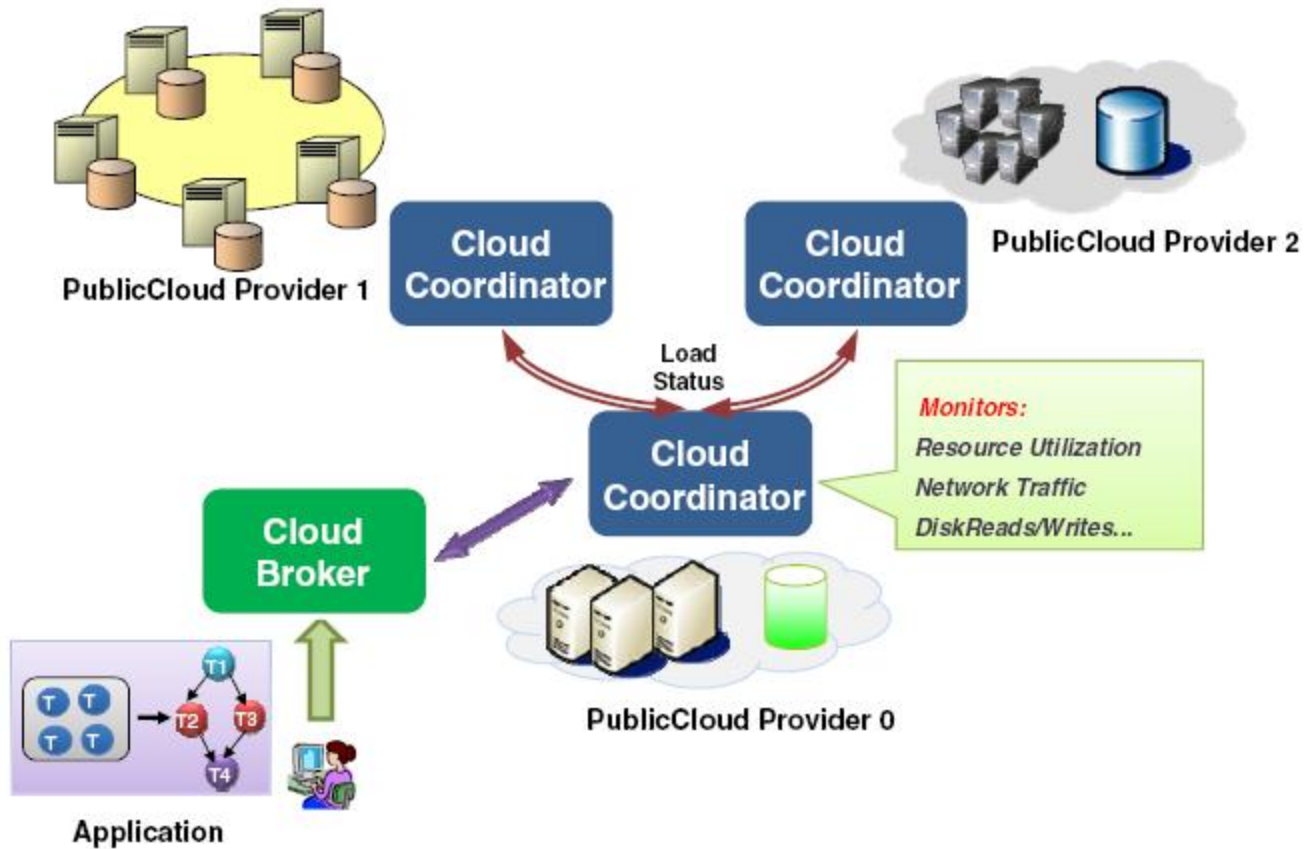 PublicCloud Provider 1
Cloud
Coordinator
Cloud
Coordinator
PublicCloud Provider 2
Load
Status
Cloud
Coordinator
Monitors:
Resource Utilization
Network Traffic
DiskReads/Writes...
Cloud
Broker
PublicCloud Provider 0
T T
T T
T1
T2 T3
T4
Application